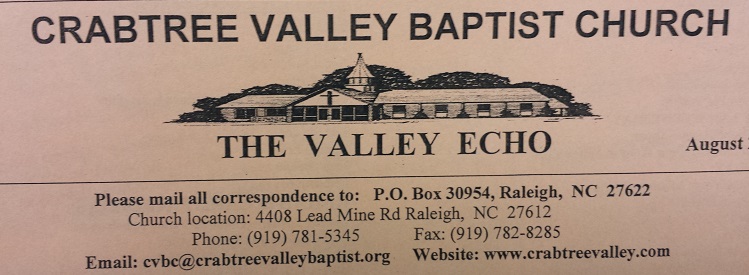 CRABTREE VALLEY BAPTIST CHURCH
THE VALLEY ECHO
August
Please mail all correspondence to: P.O. Box 30954, Raleigh, NC 27622
Church location: 4408 Lead Mine Rd Raleigh, NC 27612
Phone: (919) 781-5345 Fax: (919) 782-8285
Email: cvbc@crabtreevalleybaptist.org Website: www.crabtreevalley.com